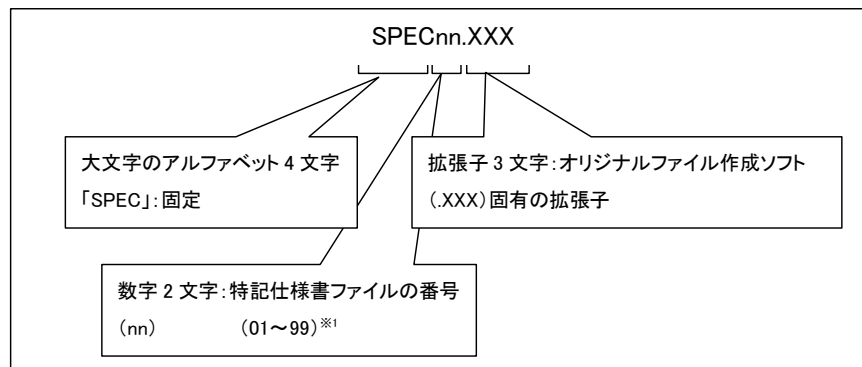 SPECnn.XXX
大文字のアルファベット 4 文字
「SPEC」:固定
拡張子 3 文字:オリジナルファイル作成ソフト
(.XXX)固有の拡張子
数字 2 文字:特記仕様書ファイルの番号
(nn) (01～99)※1